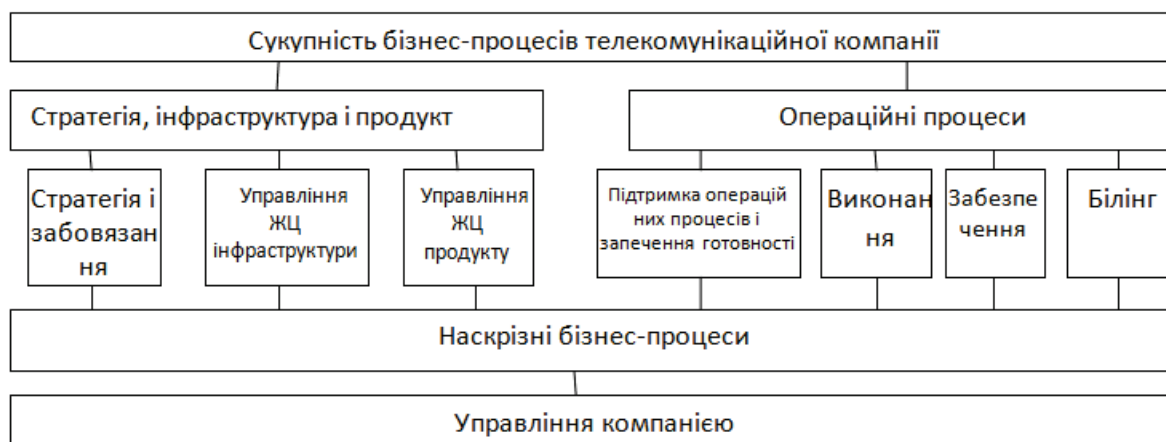 Сукупність бізнес-процесів телекомунікаційної компанії
Стратегія, інфраструктура і продукт
Операційні процеси
Стратегія і
забовязан
ня
Управління
ЖЦ
інфраструктури
Управління
ЖЦ
продукту
Підтримка операцій
них процесів і
запечення готовності
Виконан
ня
Забезпе
чення
Білінг
Наскрізні бізнес-процеси
Управління компанією